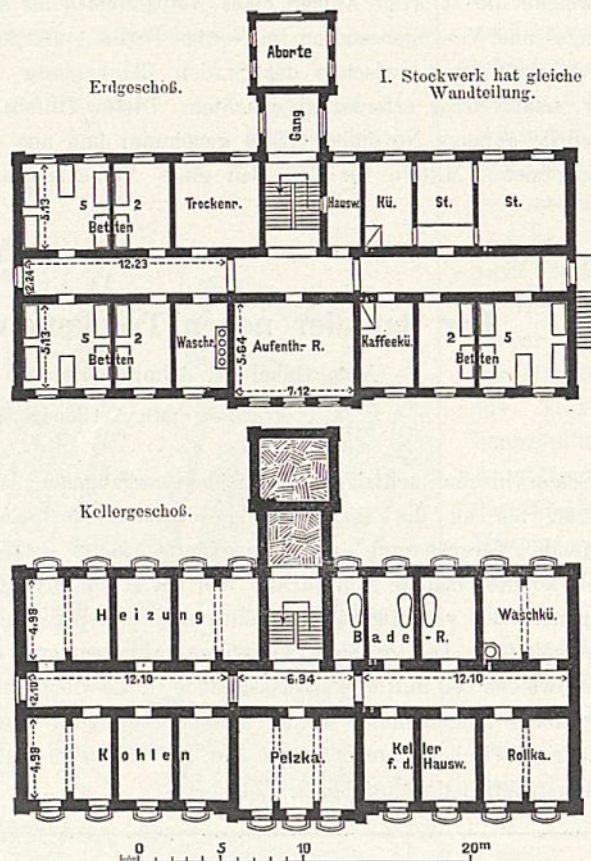 Erdgeschoß.
Aborte
I. Stockwerk hat gleiche
Wandteilung.
Gang
5.13
5 2
Betten
Trockenr.
Hausw.
Kü.
St.
St.
2.24
12.23
5.13
5 2
Betten
Waschr.
5.64
Aufenth.-R.
7.12
Kaffeekü.
2 5
Betten
Kellergeschoß.
4.98
Heizung
Bade-R.
Waschkü.
2.10
12.10
6.94
12.10
4.98
Kohlen
Pelzka.
Keller
f. d. Hausw.
Rollka.
0 5 10 20m